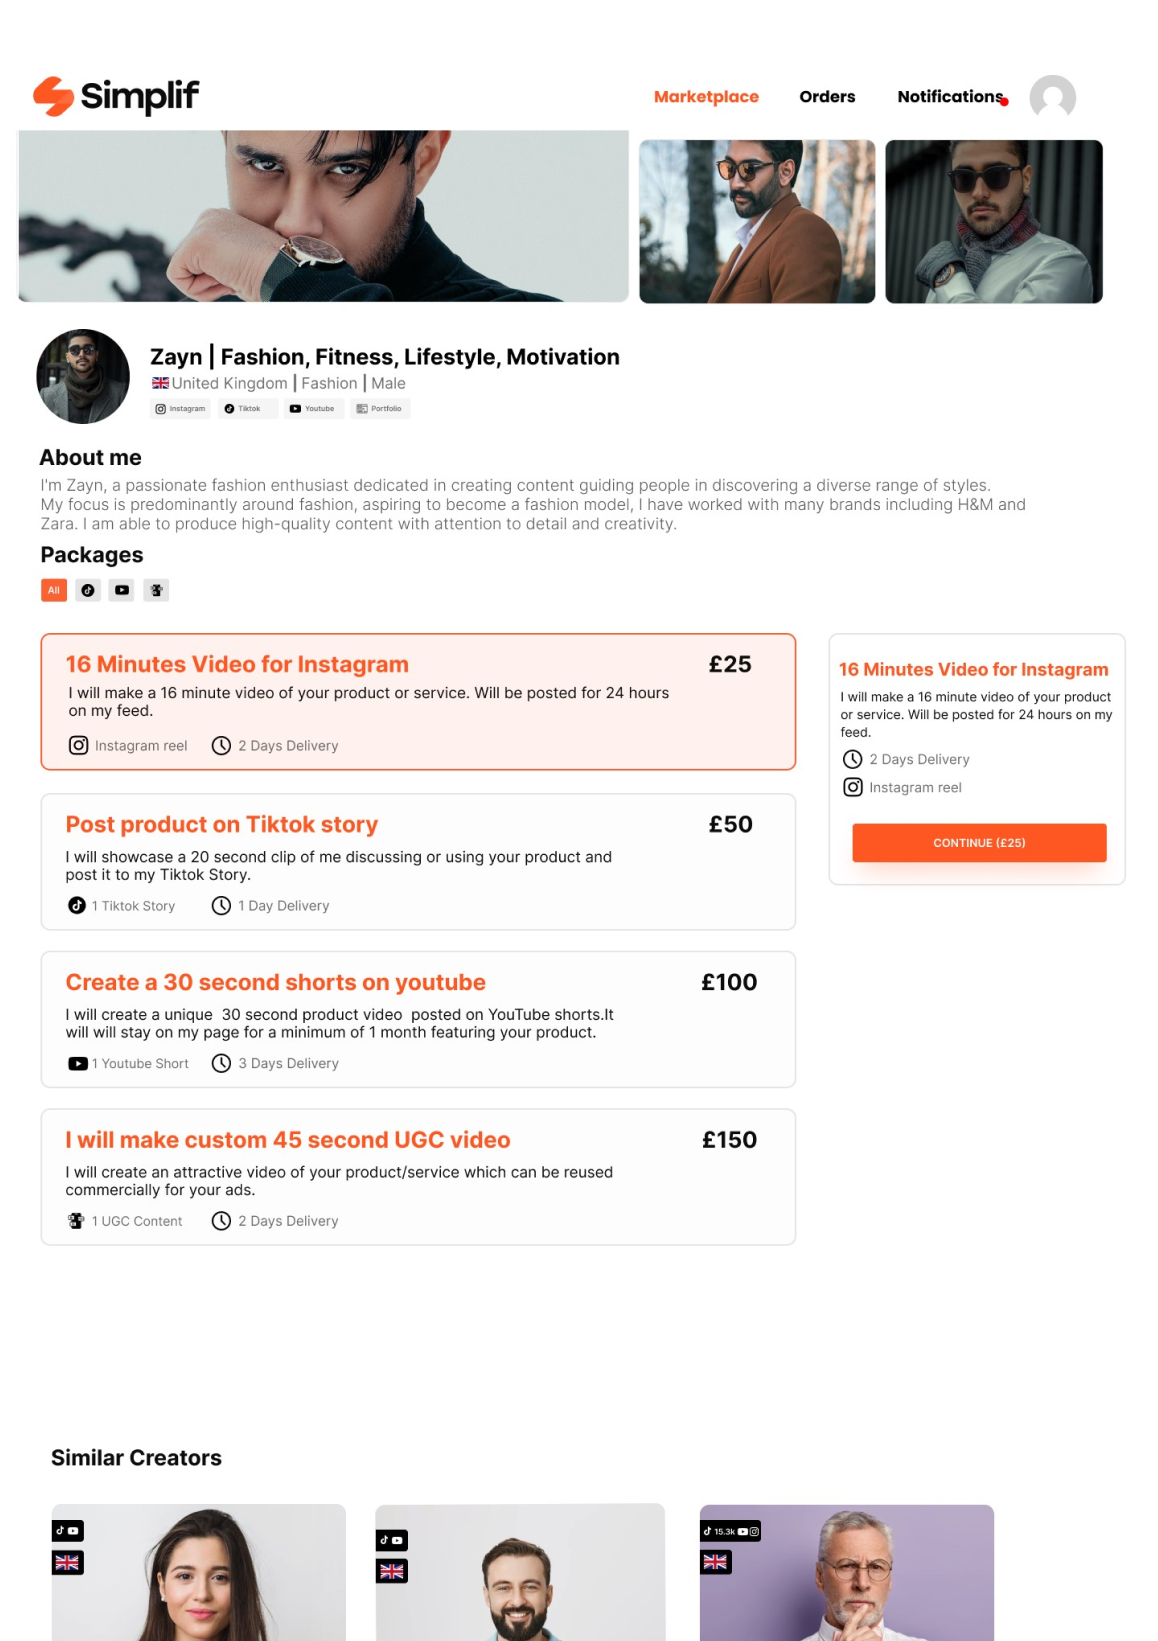 Simplif
Marketplace
Orders
Notifications
Zayn | Fashion, Fitness, Lifestyle, Motivation
United Kingdom | Fashion | Male
Instagram
Tiktok
Youtube
Portfolio
About me
I'm Zayn, a passionate fashion enthusiast dedicated in creating content guiding people in discovering a diverse range of styles.
My focus is predominantly around fashion, aspiring to become a fashion model, I have worked with many brands including H&M and
Zara. I am able to produce high-quality content with attention to detail and creativity.
Packages
All
16 Minutes Video for Instagram
£25
I will make a 16 minute video of your product or service. Will be posted for 24 hours
on my feed.
Instagram reel
2 Days Delivery
16 Minutes Video for Instagram
I will make a 16 minute video of your product
or service. Will be posted for 24 hours on my
feed.
2 Days Delivery
Instagram reel
CONTINUE (£25)
Post product on Tiktok story
£50
I will showcase a 20 second clip of me discussing or using your product and
post it to my Tiktok Story.
1 Tiktok Story
1 Day Delivery
Create a 30 second shorts on youtube
£100
I will create a unique  30 second product video  posted on YouTube shorts.It
will will stay on my page for a minimum of 1 month featuring your product.
1 Youtube Short
3 Days Delivery
I will make custom 45 second UGC video
£150
I will create an attractive video of your product/service which can be reused
commercially for your ads.
1 UGC Content
2 Days Delivery
Similar Creators
15.3k